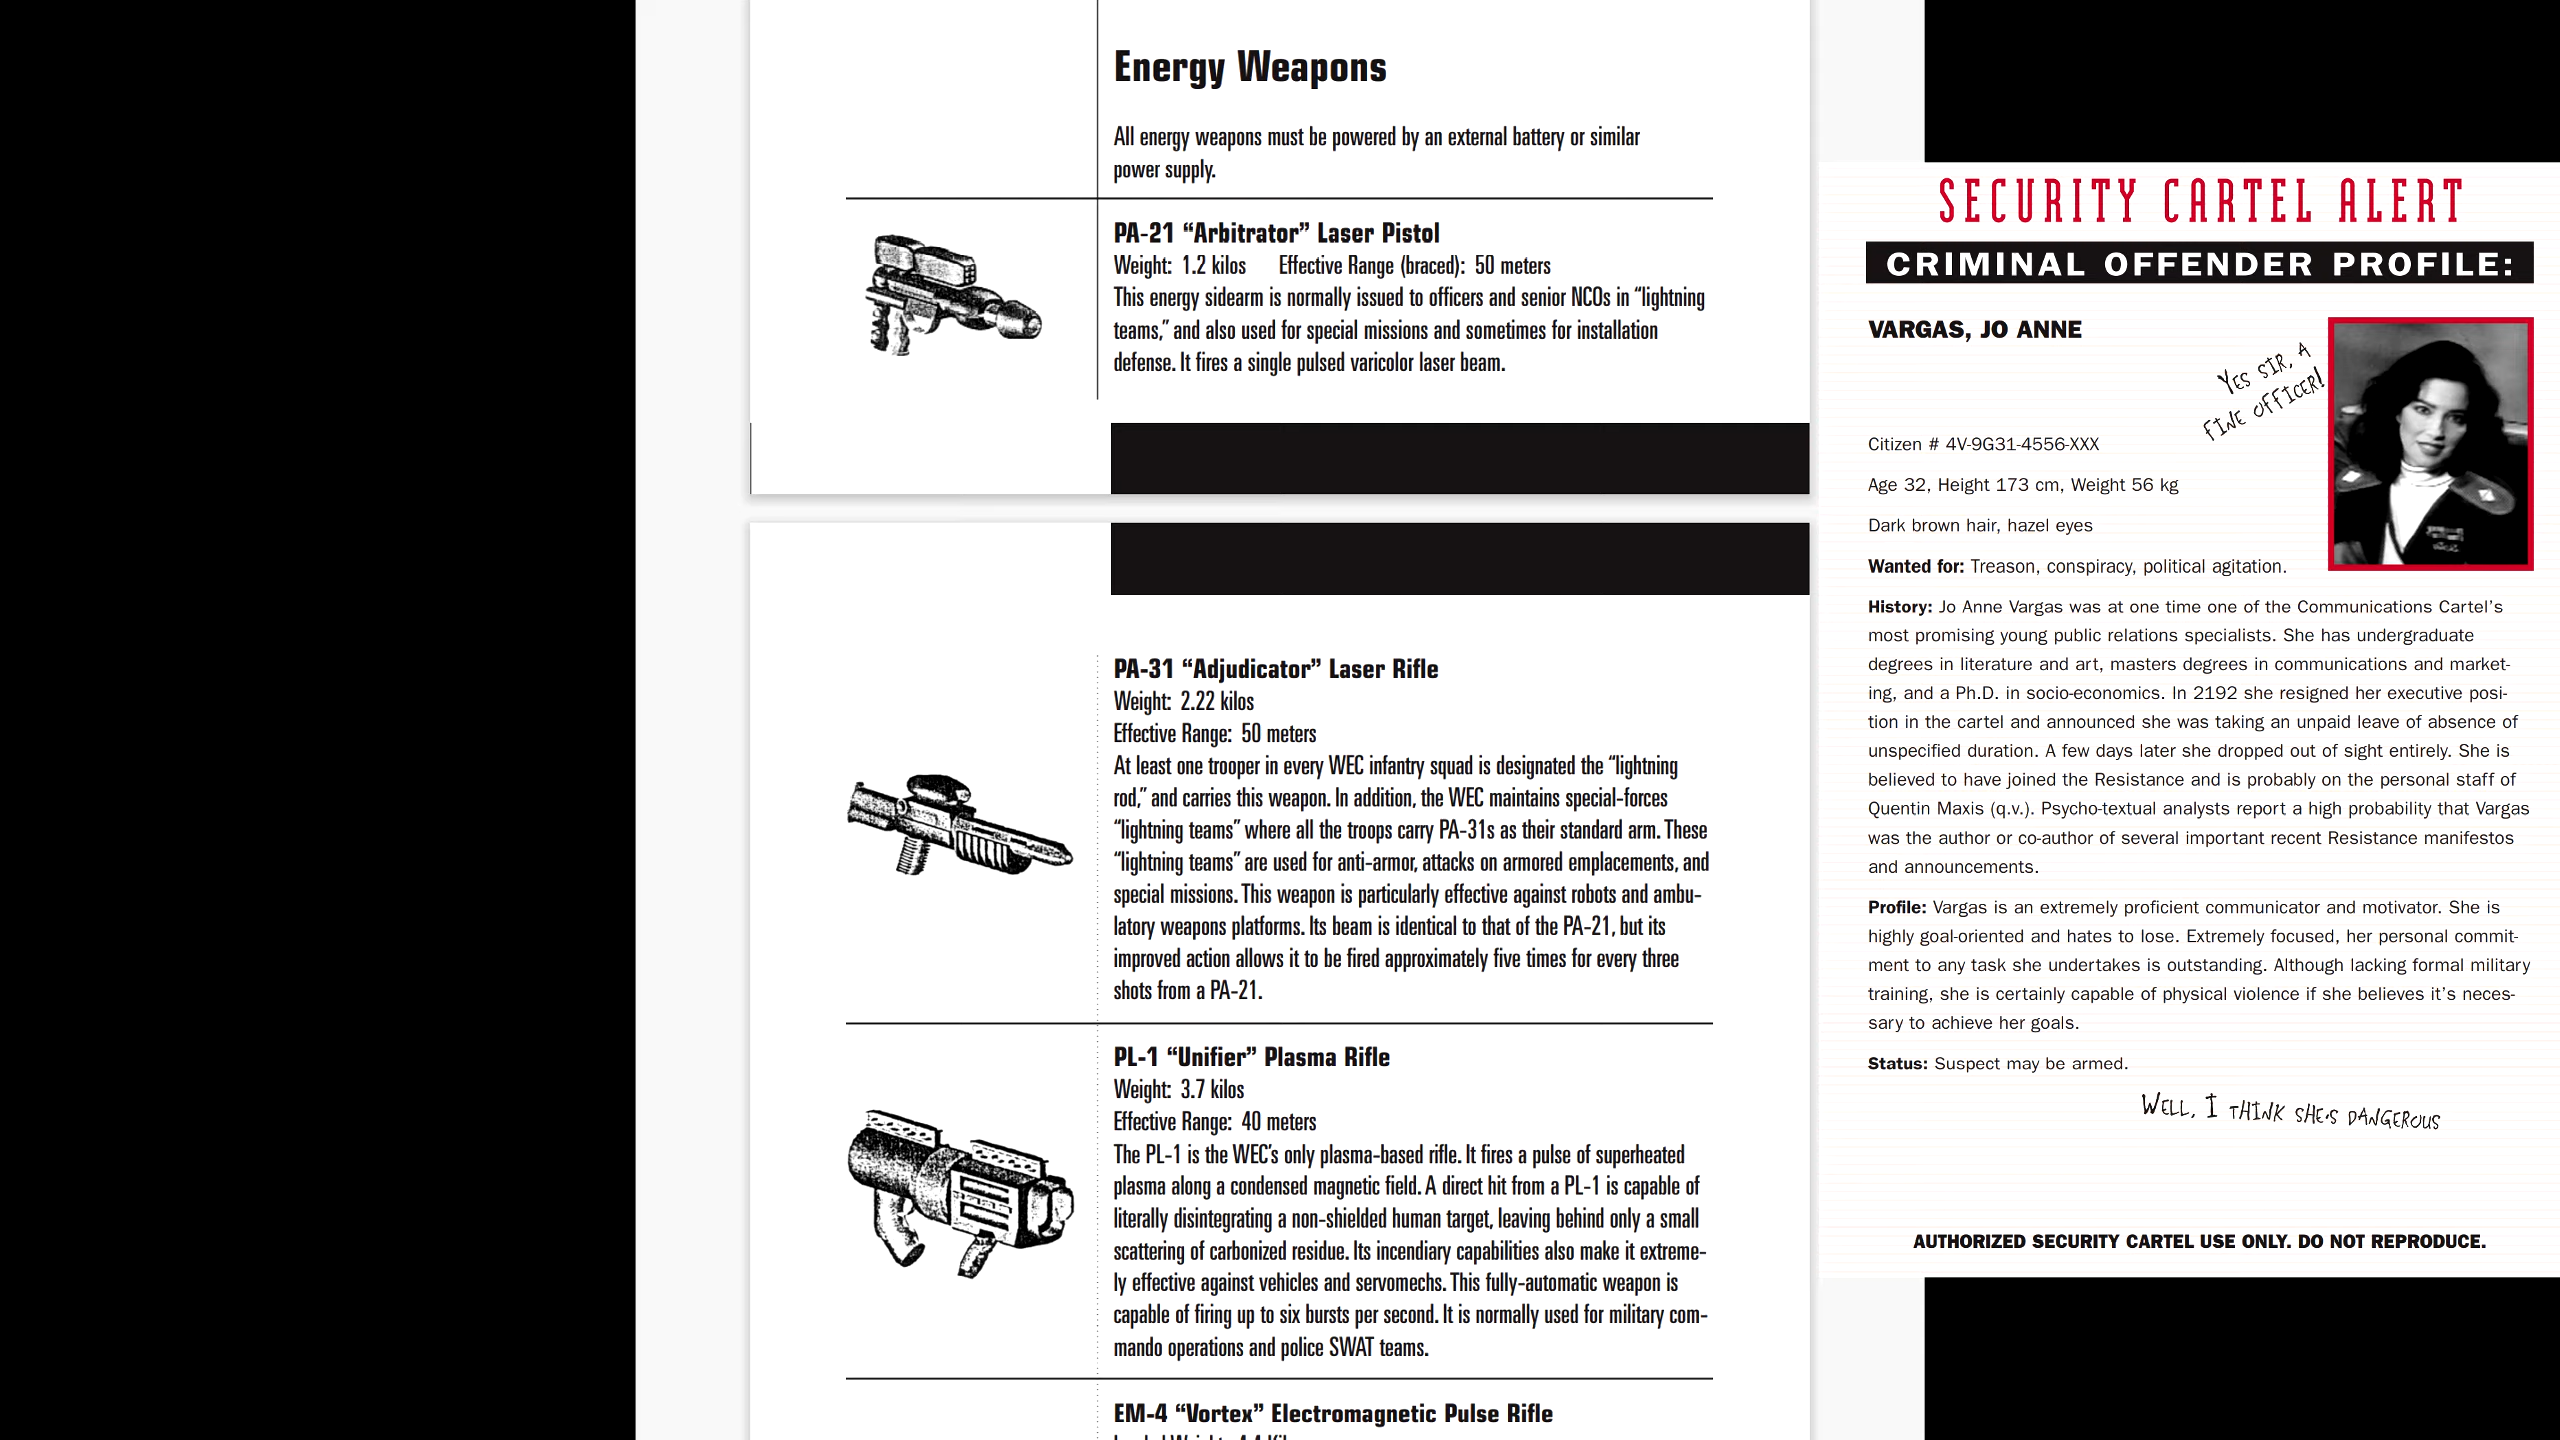 Energy Weapons
All energy weapons must be powered by an external battery or similar
power supply.
PA-21 “Arbitrator” Laser Pistol
Weight: 1.2 kilos Effective Range (braced): 50 meters
This energy sidearm is normally issued to officers and senior NCOs in “lightning
teams,” and also used for special missions and sometimes for installation
defense. It fires a single pulsed varicolor laser beam.
PA-31 “Adjudicator” Laser Rifle
Weight: 2.22 kilos
Effective Range: 50 meters
At least one trooper in every WEC infantry squad is designated the “lightning
rod,” and carries this weapon. In addition, the WEC maintains special-forces
“lightning teams” where all the troops carry PA-31s as their standard arm. These
“lightning teams” are used for anti-armor, attacks on armored emplacements, and
special missions. This weapon is particularly effective against robots and ambu-
latory weapons platforms. Its beam is identical to that of the PA-21, but its
improved action allows it to be fired approximately five times for every three
shots from a PA-21.
PL-1 “Unifier” Plasma Rifle
Weight: 3.7 kilos
Effective Range: 40 meters
The PL-1 is the WEC’s only plasma-based rifle. It fires a pulse of superheated
plasma along a condensed magnetic field. A direct hit from a PL-1 is capable of
literally disintegrating a non-shielded human target, leaving behind only a small
scattering of carbonized residue. Its incendiary capabilities also make it extreme-
ly effective against vehicles and servomechs. This fully-automatic weapon is
capable of firing up to six bursts per second. It is normally used for military com-
mando operations and police SWAT teams.
EM-4 “Vortex” Electromagnetic Pulse Rifle
SECURITY CARTEL ALERT
CRIMINAL OFFENDER PROFILE:
VARGAS, JO ANNE
YES SIR, A
FINE OFFICER!
Citizen # 4V-9G31-4556-XXX
Age 32, Height 173 cm, Weight 56 kg
Dark brown hair, hazel eyes
Wanted for: Treason, conspiracy, political agitation.
History: Jo Anne Vargas was at one time one of the Communications Cartel’s
most promising young public relations specialists. She has undergraduate
degrees in literature and art, masters degrees in communications and market-
ing, and a Ph.D. in socio-economics. In 2192 she resigned her executive posi-
tion in the cartel and announced she was taking an unpaid leave of absence of
unspecified duration. A few days later she dropped out of sight entirely. She is
believed to have joined the Resistance and is probably on the personal staff of
Quentin Maxis (q.v.). Psycho-textual analysts report a high probability that Vargas
was the author or co-author of several important recent Resistance manifestos
and announcements.
Profile: Vargas is an extremely proficient communicator and motivator. She is
highly goal-oriented and hates to lose. Extremely focused, her personal commit-
ment to any task she undertakes is outstanding. Although lacking formal military
training, she is certainly capable of physical violence if she believes it’s neces-
sary to achieve her goals.
Status: Suspect may be armed.
WELL, I THINK SHE'S DANGEROUS
AUTHORIZED SECURITY CARTEL USE ONLY. DO NOT REPRODUCE.